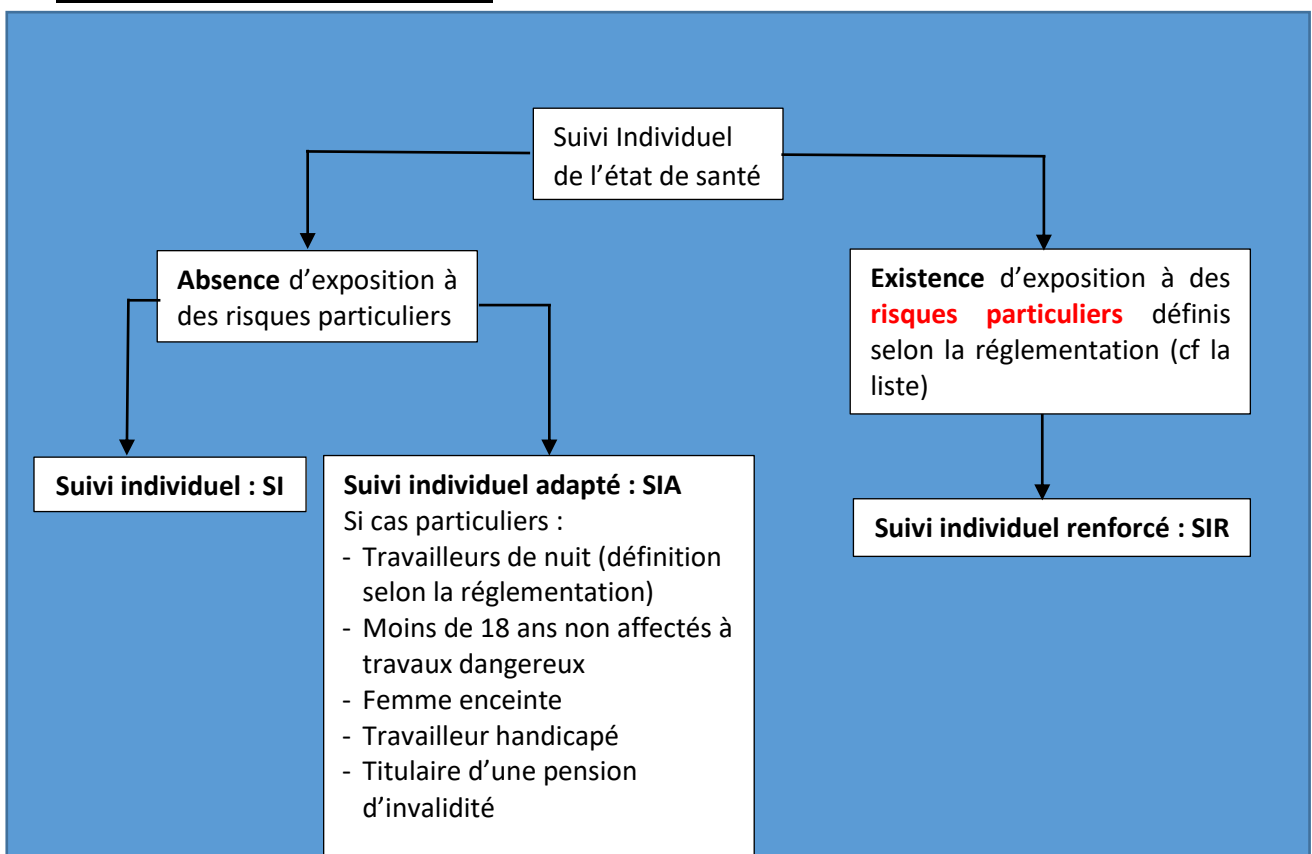 Suivi Individuel
de l’état de santé
Absence d’exposition à
des risques particuliers
Existence d’exposition à des
risques particuliers définis
selon la réglementation (cf la
liste)
Suivi individuel : SI
Suivi individuel adapté : SIA
Si cas particuliers :
- Travailleurs de nuit (définition
selon la réglementation)
- Moins de 18 ans non affectés à
travaux dangereux
- Femme enceinte
- Travailleur handicapé
- Titulaire d’une pension
d’invalidité
Suivi individuel renforcé : SIR